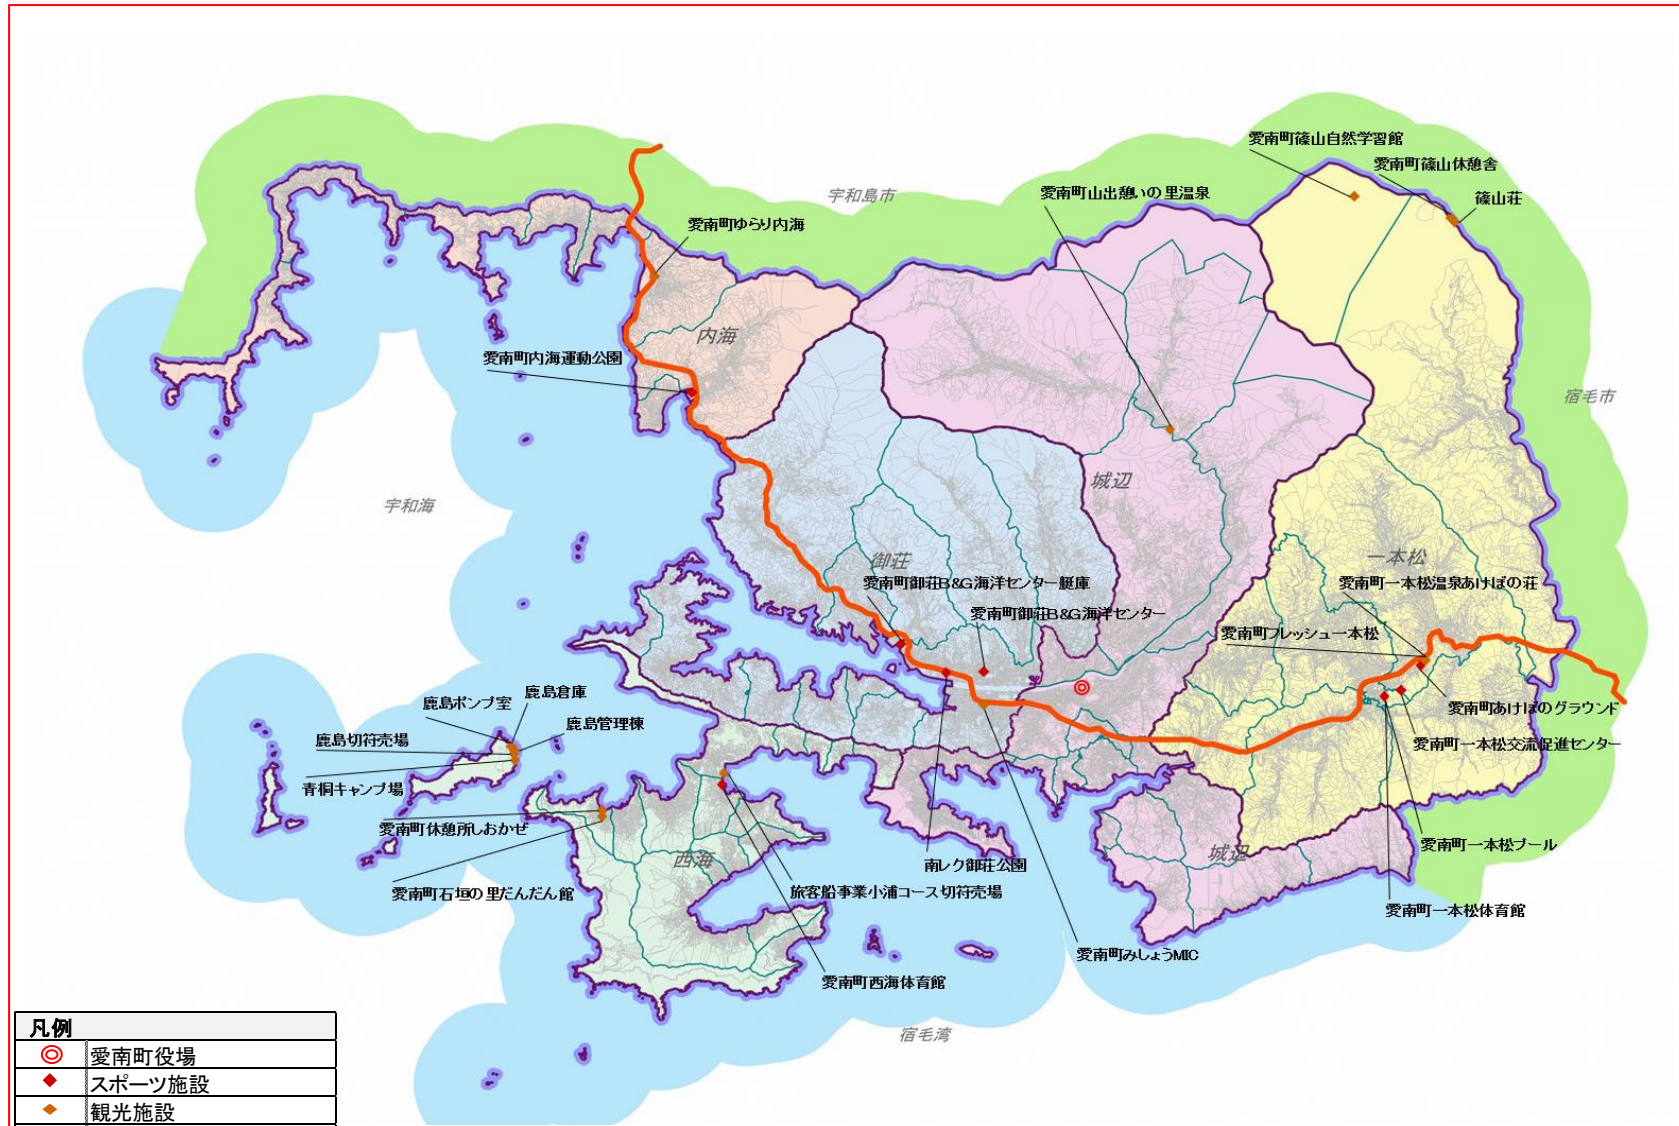 愛南町篠山自然学習館
愛南町篠山休憩舎
篠山荘
宇和島市
愛南町山出憩いの里温泉
愛南町ゆらり内海
内海
愛南町内海運動公園
宿毛市
城辺
宇和海
御荘
一本松
愛南町御荘B&G海洋センター艇庫
愛南町一本松温泉あけぼの荘
愛南町御荘B&G海洋センター
愛南町フレッシュ一本松
鹿島倉庫
鹿島ポンプ室
愛南町あけぼのグラウンド
鹿島管理棟
鹿島切符売場
愛南町一本松交流促進センター
青桐キャンプ場
愛南町休憩所しおかぜ
愛南町一本松プール
城辺
西海
南レク御荘公園
愛南町石垣の里だんだん館
旅客船事業小浦コース切符売場
愛南町一本松体育館
愛南町みしょうMIC
愛南町西海体育館
宿毛湾
凡例
愛南町役場
スポーツ施設
観光施設